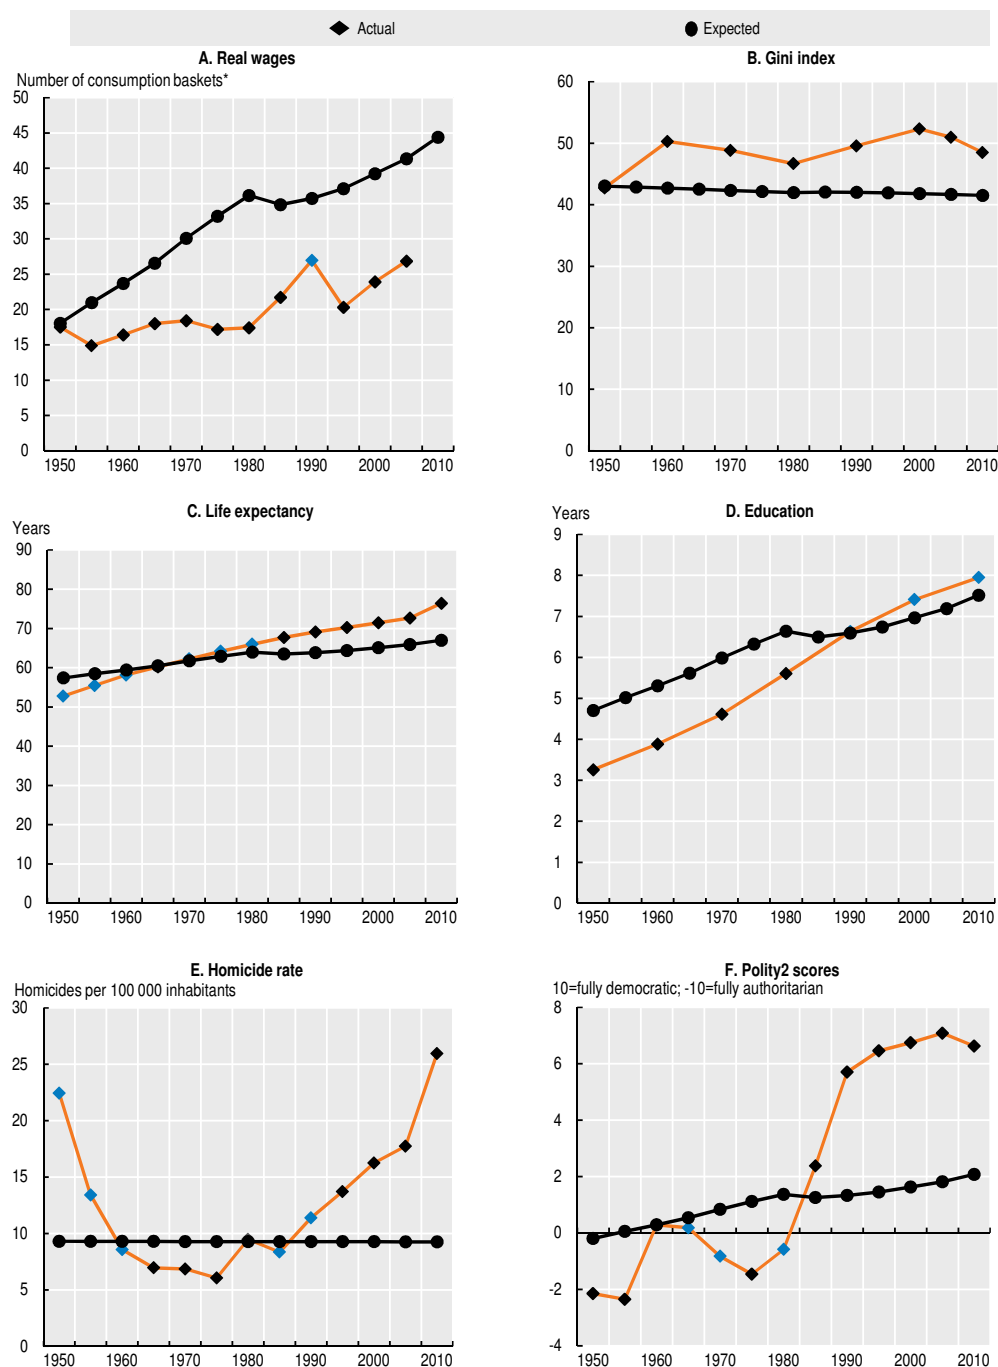 Actual Expected
A. Real wages
Number of consumption baskets*
50
45
40
35
30
25
20
15
10
5
0
1950 1960 1970 1980 1990 2000 2010
B. Gini index
60
50
40
30
20
10
0
1950 1960 1970 1980 1990 2000 2010
C. Life expectancy
Years
90
80
70
60
50
40
30
20
10
0
1950 1960 1970 1980 1990 2000 2010
D. Education
Years
9
8
7
6
5
4
3
2
1
0
1950 1960 1970 1980 1990 2000 2010
E. Homicide rate
Homicides per 100 000 inhabitants
30
25
20
15
10
5
0
1950 1960 1970 1980 1990 2000 2010
F. Polity2 scores
10=fully democratic; -10=fully authoritarian
8
6
4
2
0
-2
-4
1950 1960 1970 1980 1990 2000 2010